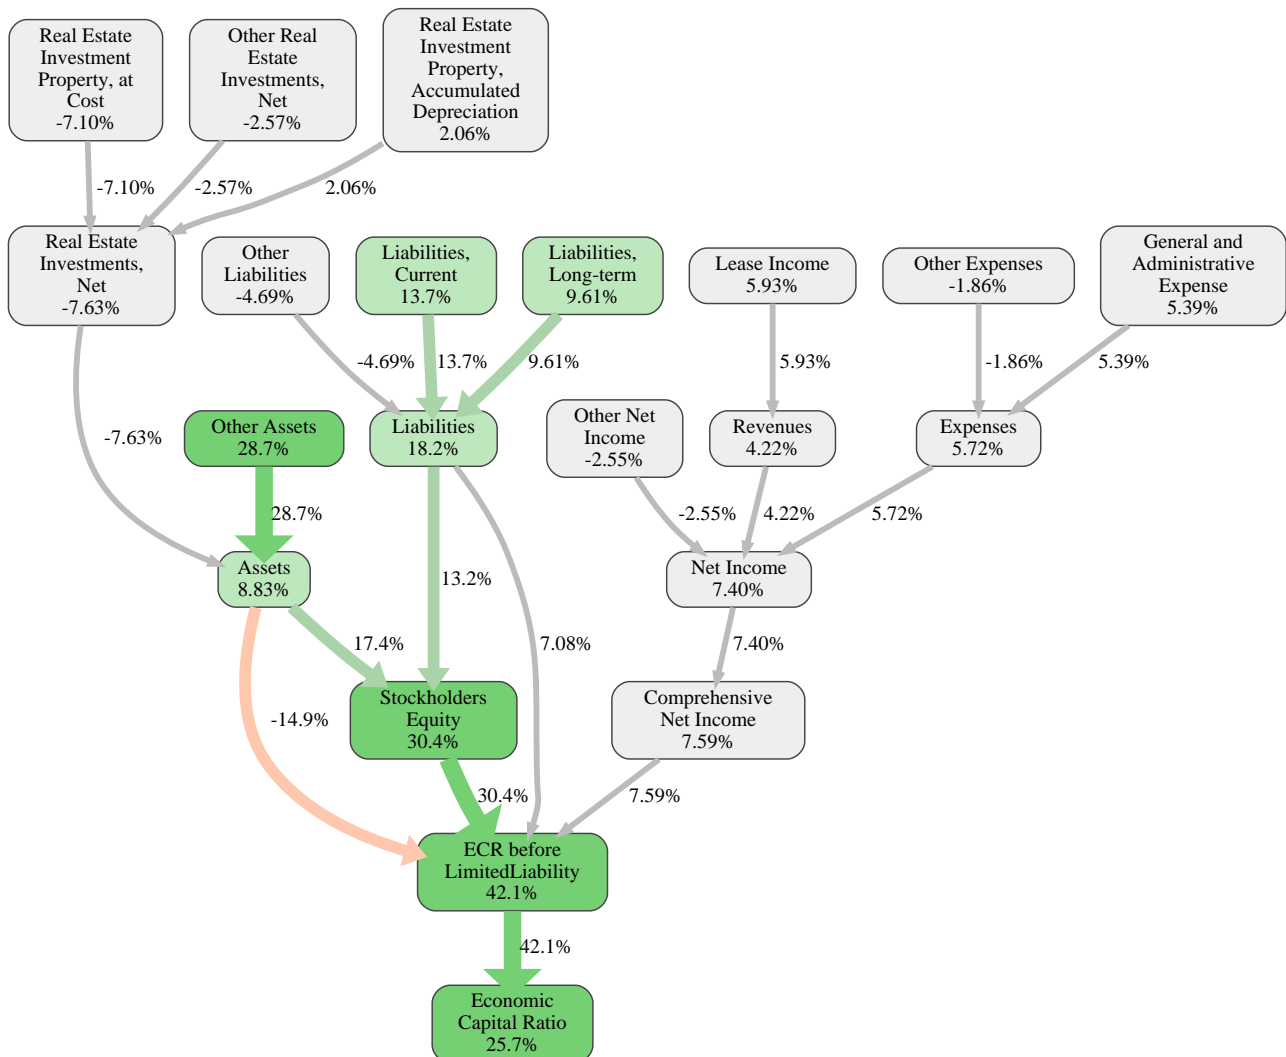 Real Estate
Investment
Property, at
Cost
-7.10%
Other Real
Estate
Investments,
Net
-2.57%
Real Estate
Investment
Property,
Accumulated
Depreciation
2.06%
-7.10%
-2.57%
2.06%
Real Estate
Investments,
Net
-7.63%
Other
Liabilities
-4.69%
Liabilities,
Current
13.7%
Liabilities,
Long-term
9.61%
Lease Income
5.93%
Other Expenses
-1.86%
General and
Administrative
Expense
5.39%
-4.69%
13.7%
9.61%
5.93%
-1.86%
5.39%
-7.63%
Other Assets
28.7%
Liabilities
18.2%
Other Net
Income
-2.55%
Revenues
4.22%
Expenses
5.72%
28.7%
-2.55%
4.22%
5.72%
Assets
8.83%
13.2%
Net Income
7.40%
17.4%
7.08%
7.40%
-14.9%
Stockholders
Equity
30.4%
Comprehensive
Net Income
7.59%
30.4%
7.59%
ECR before
LimitedLiability
42.1%
42.1%
Economic
Capital Ratio
25.7%